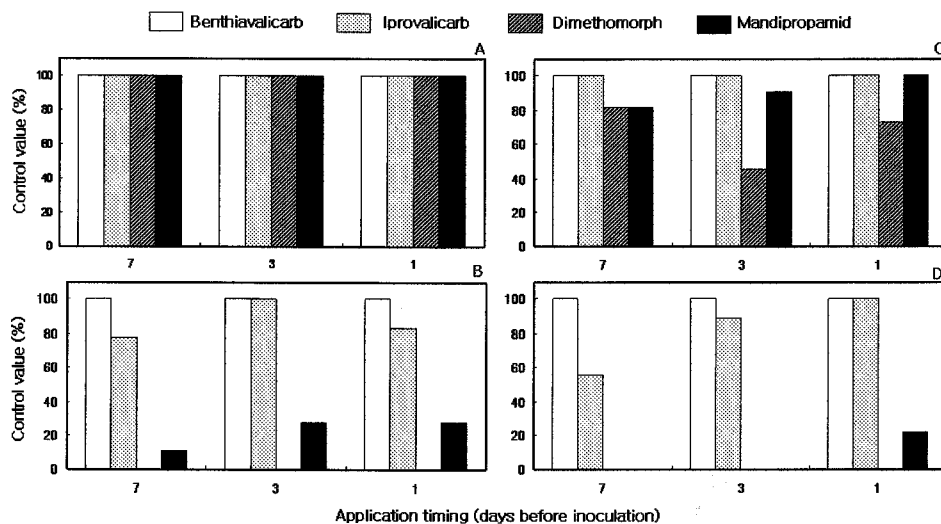 Benthiavalicarb Iprovalicarb Dimethomorph Mandipropamid
A
Control value (%)
100
80
60
40
20
0
7 3 1
C
100
80
60
40
20
0
7 3 1
B
Control value (%)
100
80
60
40
20
0
7 3 1
D
100
80
60
40
20
0
7 3 1
Application timing (days before inoculation)